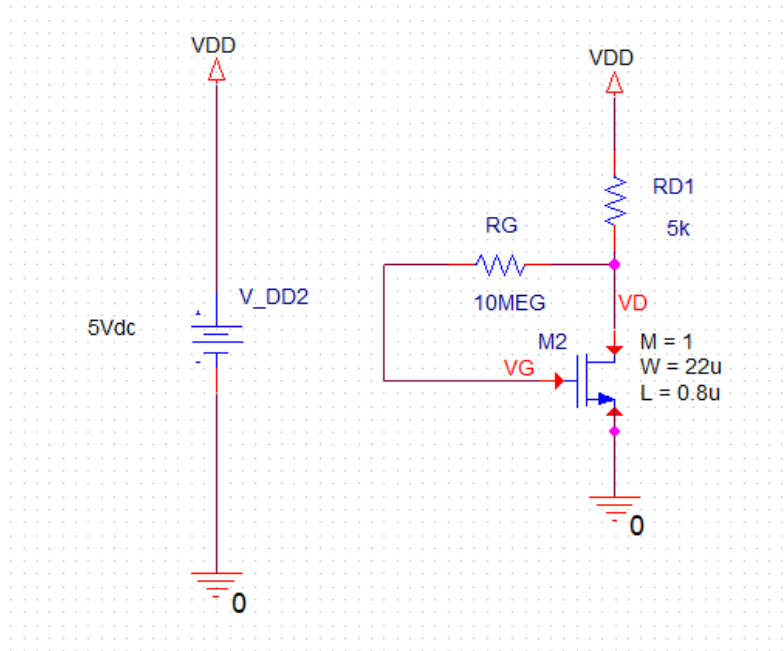 VDD
VDD
RD1
5k
RG
10MEG
V_DD2
5Vdc
+
-
VD
M2
VG
M = 1
W = 22u
L = 0.8u
0
0